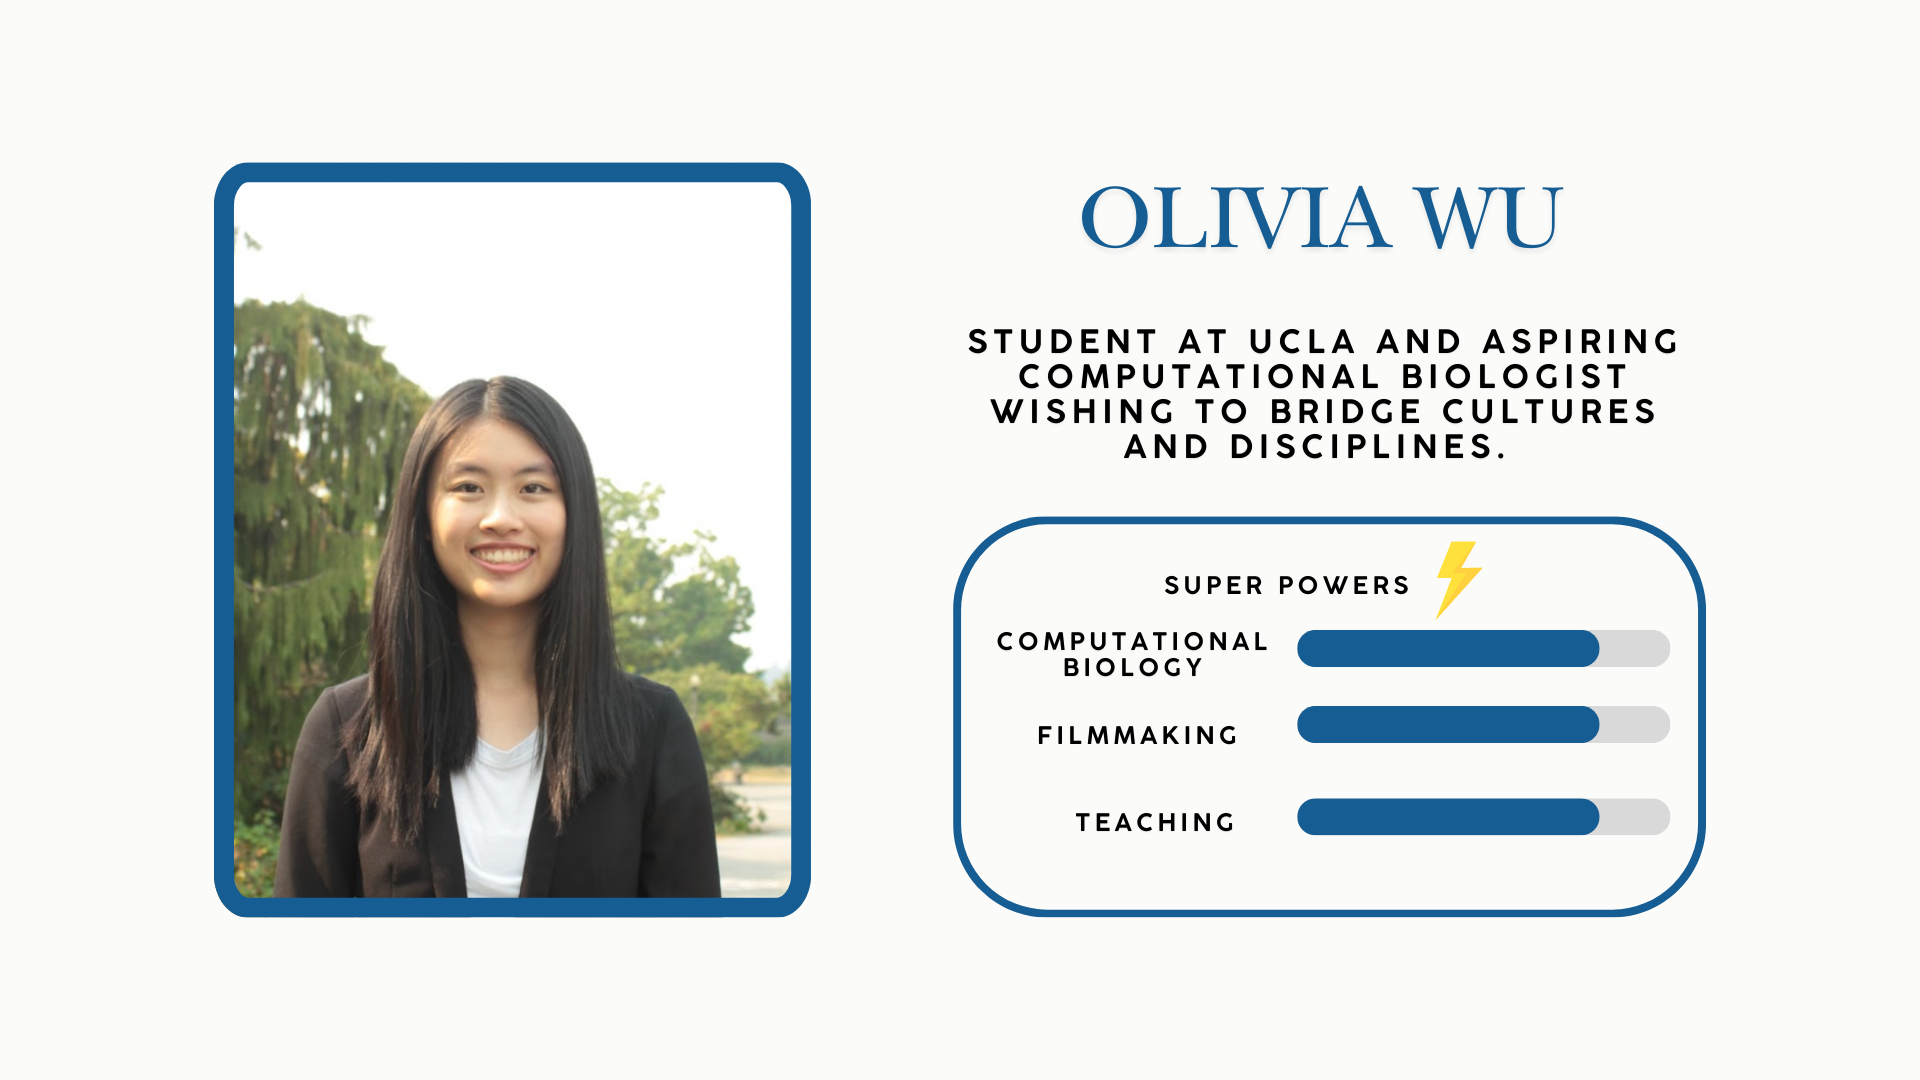 OLIVIA WU
STUDENT AT UCLA AND ASPIRING
COMPUTATIONAL BIOLOGIST
WISHING TO BRIDGE CULTURES
AND DISCIPLINES.
SUPER POWERS
COMPUTATIONAL
BIOLOGY
FILMMAKING
TEACHING